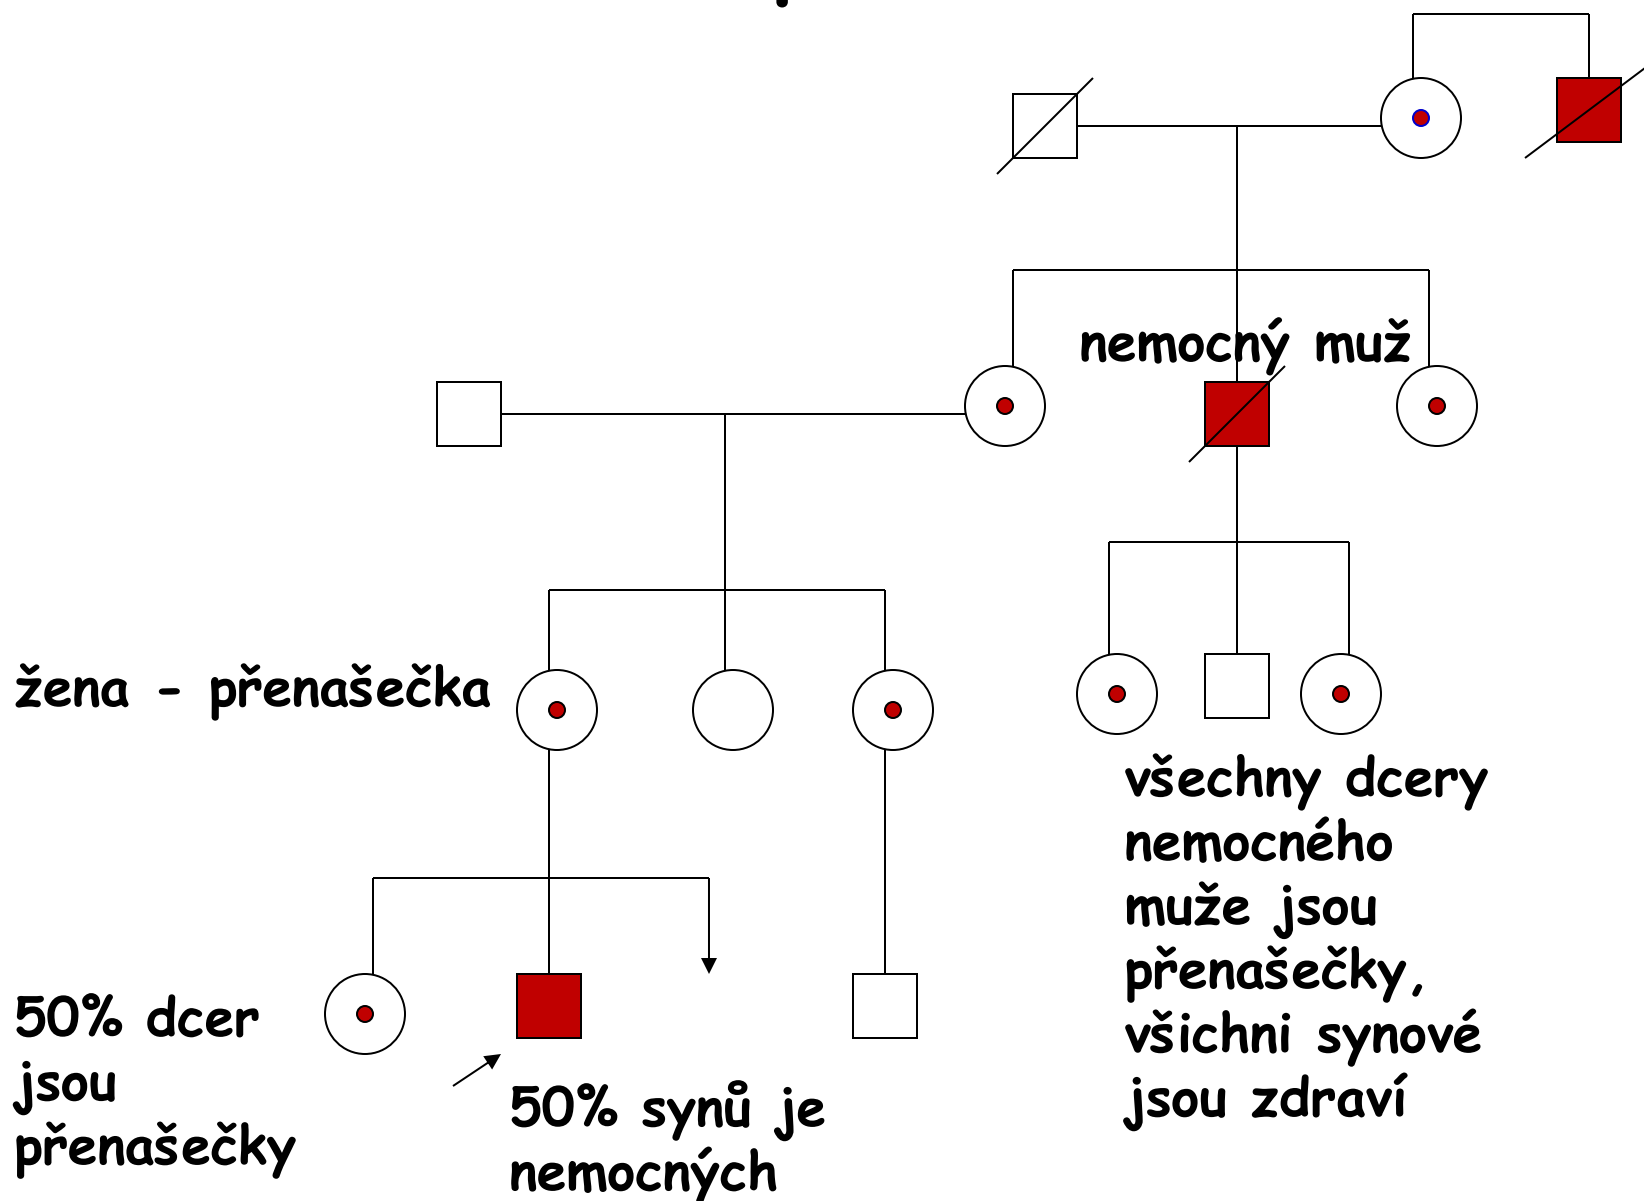 nemocný muž
žena - přenašečka
všechny dcery
nemocného
muže jsou
přenašečky,
všichni synové
jsou zdraví
50% dcer
jsou
přenašečky
50% synů je
nemocných